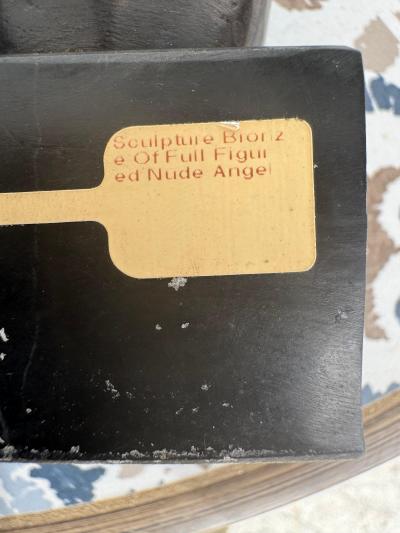 Sculpture Bronz
e Of Full Figur
ed Nude Angel